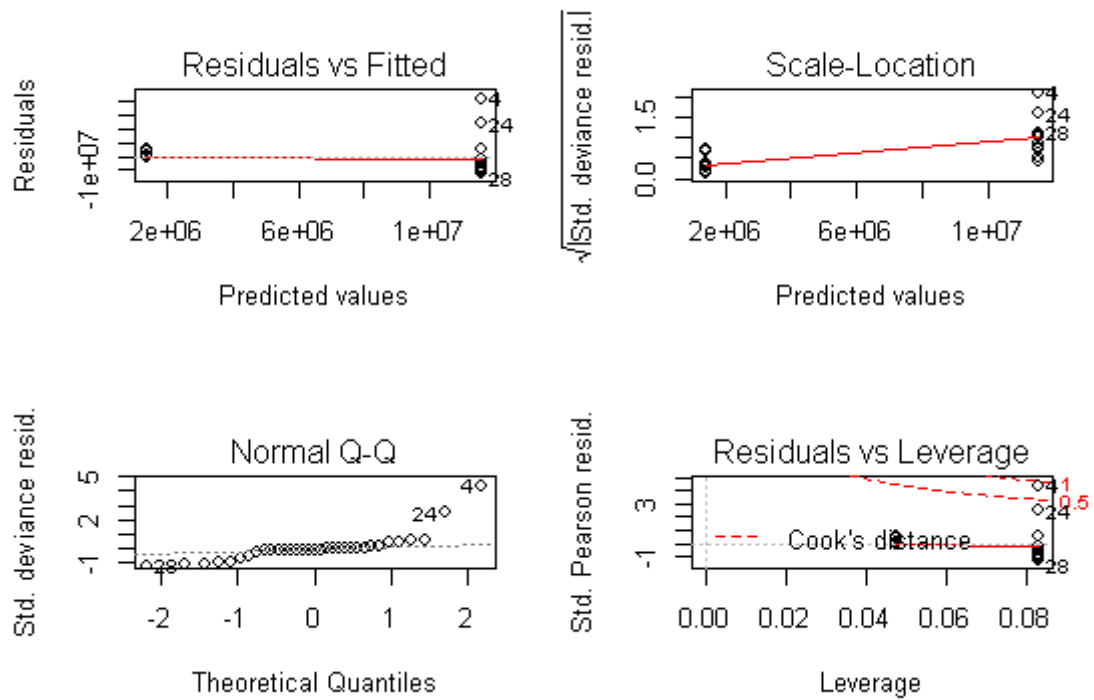 Residuals vs Fitted
Residuals
-1e+07
4
24
28
2e+06 6e+06 1e+07
Predicted values
Scale-Location
√|Std. deviance resid.|
0.0 1.5
4
24
28
2e+06 6e+06 1e+07
Predicted values
Normal Q-Q
Std. deviance resid.
-1 2 5
4
24
28
-2 -1 0 1 2
Theoretical Quantiles
Residuals vs Leverage
Std. Pearson resid.
-1 3
4
24
28
1
0.5
Cook's distance
0.00 0.02 0.04 0.06 0.08
Leverage